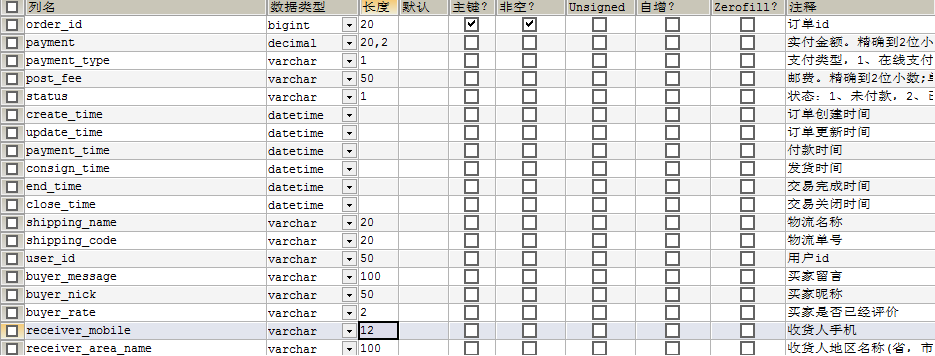 列名 数据类型 长度 默认 主键? 非空? Unsigned 自增? Zerofill? 注释
order_id bigint 20 订单id
payment decimal 20,2 实付金额。精确到2位小
payment_type varchar 1 支付类型，1、在线支付
post_fee varchar 50 邮费。精确到2位小数;单
status varchar 1 状态：1、未付款，2、已
create_time datetime 订单创建时间
update_time datetime 订单更新时间
payment_time datetime 付款时间
consign_time datetime 发货时间
end_time datetime 交易完成时间
close_time datetime 交易关闭时间
shipping_name varchar 20 物流名称
shipping_code varchar 20 物流单号
user_id varchar 50 用户id
buyer_message varchar 100 买家留言
buyer_nick varchar 50 买家昵称
buyer_rate varchar 2 买家是否已经评价
receiver_mobile varchar 12 收货人手机
receiver_area_name varchar 100 收货人地区名称(省，市